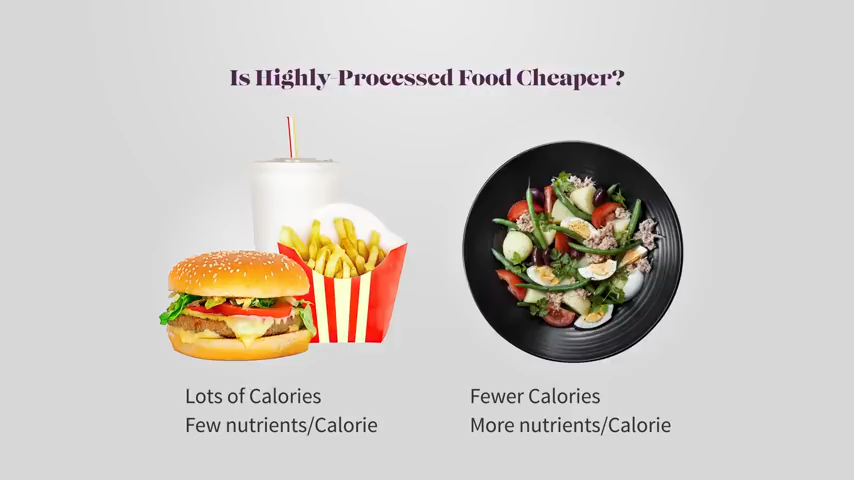 Is Highly-Processed Food Cheaper?
Lots of Calories
Few nutrients/Calorie
Fewer Calories
More nutrients/Calorie